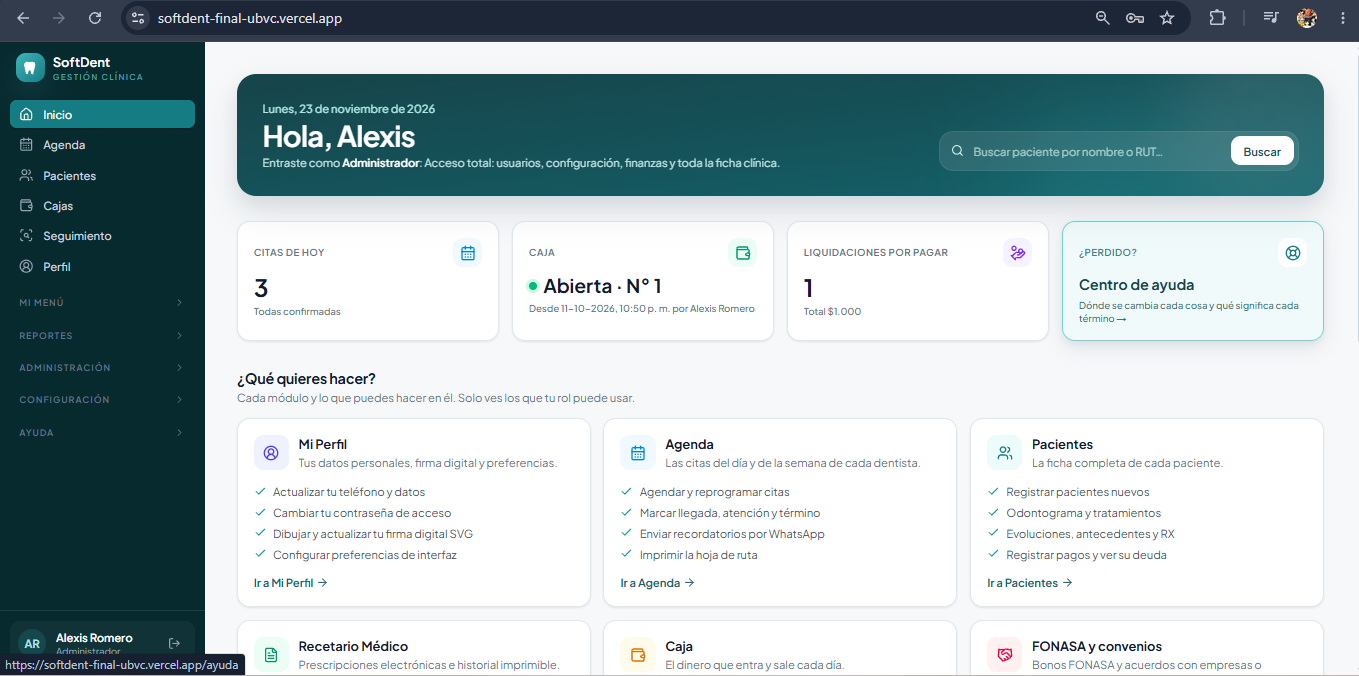 softdent-final-ubvc.vercel.app
SoftDent
GESTIÓN CLÍNICA
Inicio
Agenda
Pacientes
Cajas
Seguimiento
Perfil
MI MENÚ
REPORTES
ADMINISTRACIÓN
CONFIGURACIÓN
AYUDA
AR
Alexis Romero
Administrador
https://softdent-final-ubvc.vercel.app/ayuda
Lunes, 23 de noviembre de 2026
Hola, Alexis
Entraste como Administrador: Acceso total: usuarios, configuración, finanzas y toda la ficha clínica.
Buscar paciente por nombre o RUT...
Buscar
CITAS DE HOY
3
Todas confirmadas
CAJA
Abierta · N° 1
Desde 11-10-2026, 10:50 p. m. por Alexis Romero
LIQUIDACIONES POR PAGAR
1
Total $1.000
¿PERDIDO?
Centro de ayuda
Dónde se cambia cada cosa y qué significa cada
término →
¿Qué quieres hacer?
Cada módulo y lo que puedes hacer en él. Solo ves los que tu rol puede usar.
Mi Perfil
Tus datos personales, firma digital y preferencias.
Actualizar tu teléfono y datos
Cambiar tu contraseña de acceso
Dibujar y actualizar tu firma digital SVG
Configurar preferencias de interfaz
Ir a Mi Perfil →
Agenda
Las citas del día y de la semana de cada dentista.
Agendar y reprogramar citas
Marcar llegada, atención y término
Enviar recordatorios por WhatsApp
Imprimir la hoja de ruta
Ir a Agenda →
Pacientes
La ficha completa de cada paciente.
Registrar pacientes nuevos
Odontograma y tratamientos
Evoluciones, antecedentes y RX
Registrar pagos y ver su deuda
Ir a Pacientes →
Recetario Médico
Prescripciones electrónicas e historial imprimible.
Caja
El dinero que entra y sale cada día.
FONASA y convenios
Bonos FONASA y acuerdos con empresas o